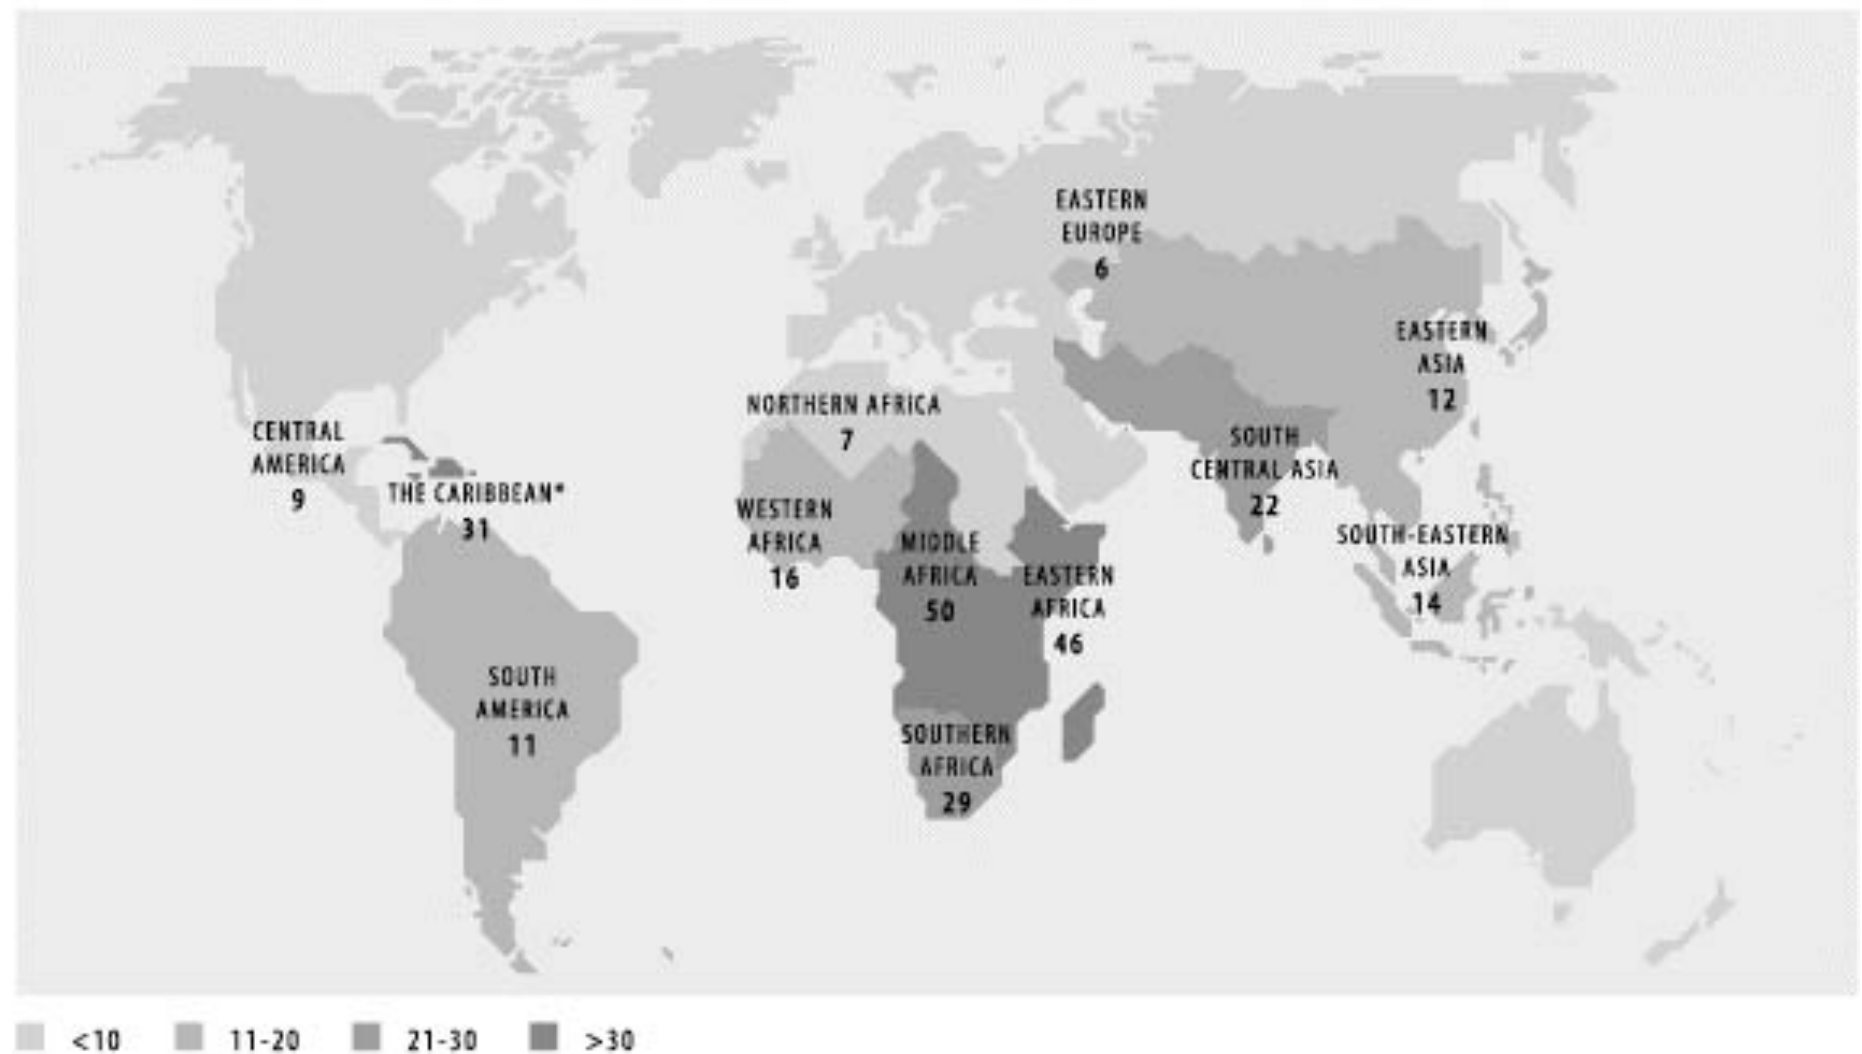 EASTERN
EUROPE
6
EASTERN
ASIA
12
NORTHERN AFRICA
7
CENTRAL
AMERICA
9
THE CARIBBEAN*
31
SOUTH
CENTRAL ASIA
22
WESTERN
AFRICA
16
MIDDLE
AFRICA
50
EASTERN
AFRICA
46
SOUTH-EASTERN
ASIA
14
SOUTH
AMERICA
11
SOUTHERN
AFRICA
29
<10 11-20 21-30 >30